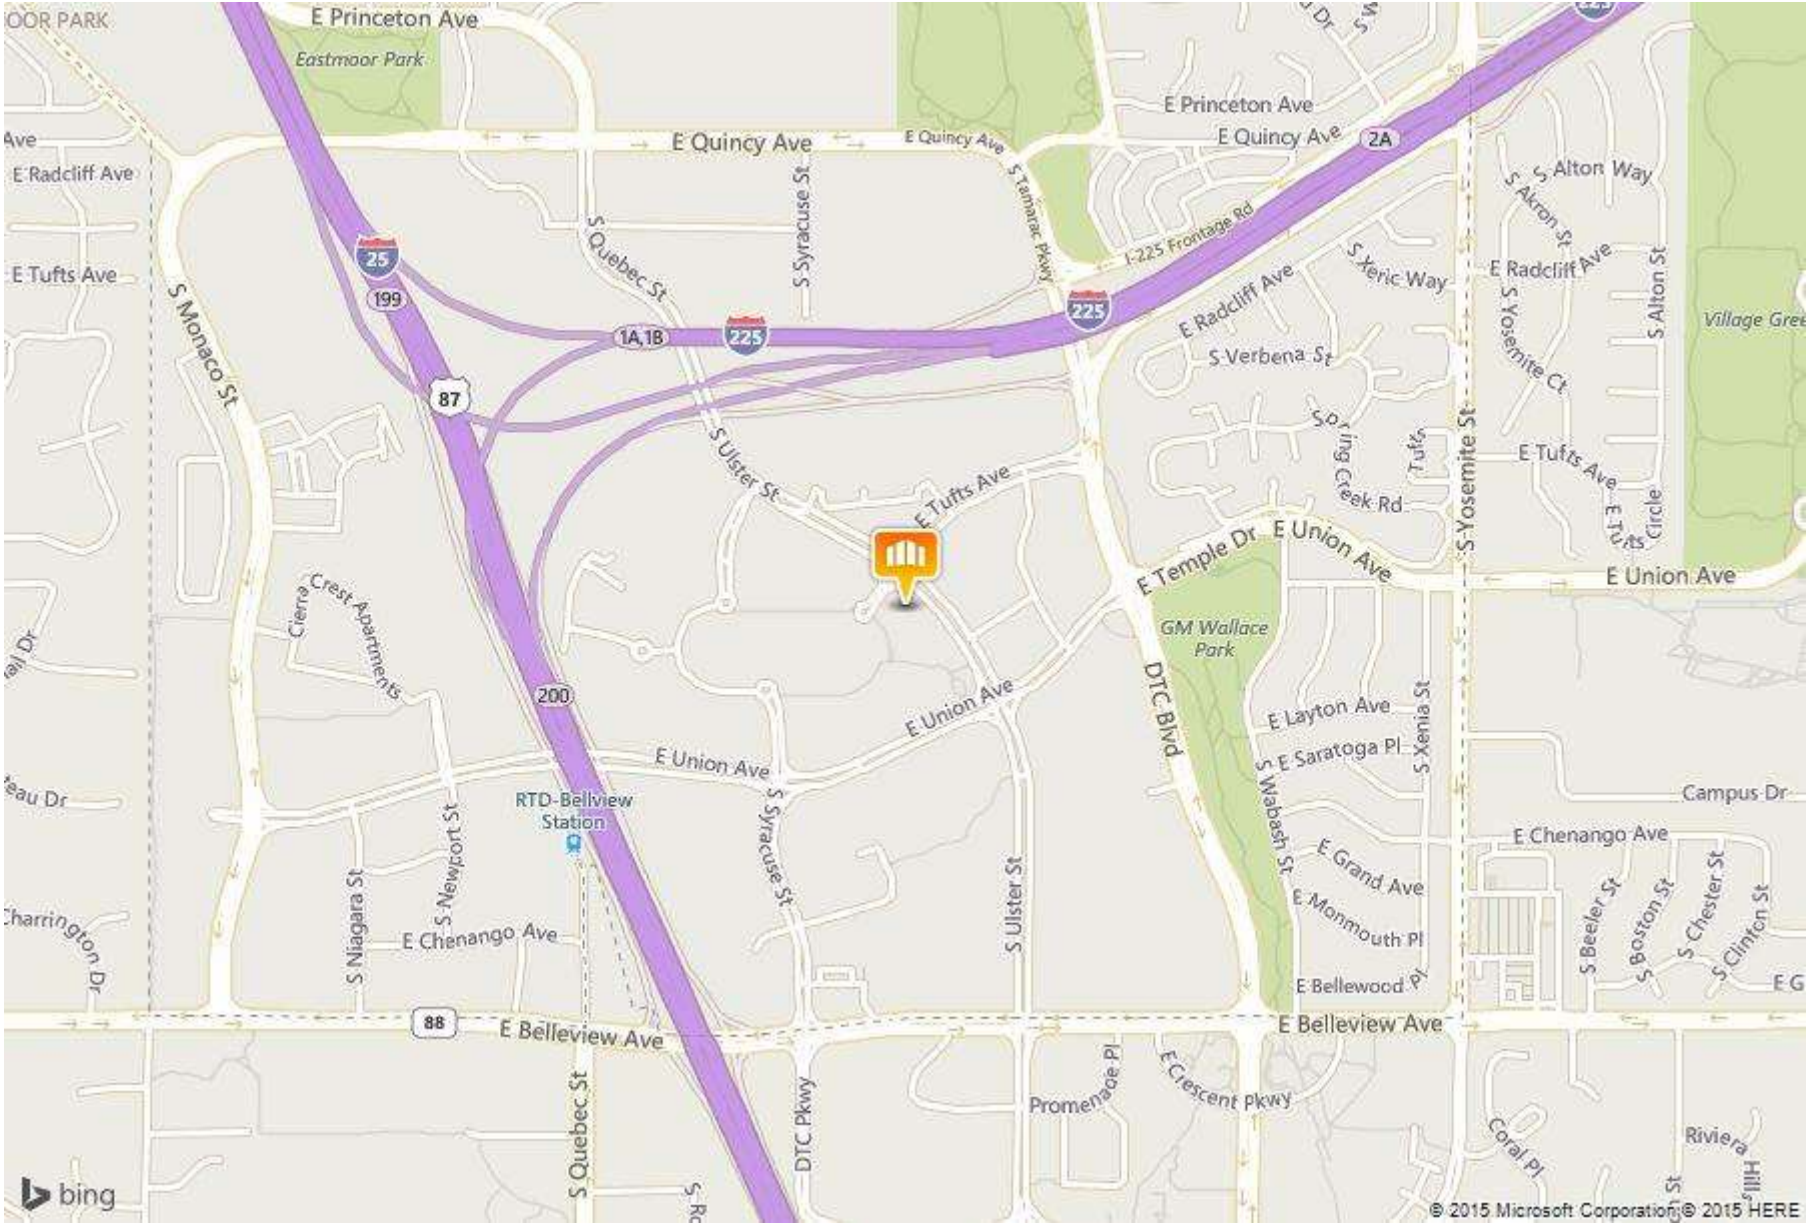 OOR PARK
E Princeton Ave
Eastmoor Park
225
E Princeton Ave
E Quincy Ave
E Quincy Ave
E Quincy Ave
2A
Ave
E Radcliff Ave
S Alton Way
S Akron St
S Syracuse St
S Tamarac Pkwy
I-225 Frontage Rd
S Quebec St
25
199
E Tufts Ave
S Monaco St
S Xeric Way
E Radcliff Ave
E Radcliff Ave
S Alton St
S Yosemite Ct
225
1A,1B
225
Village Gree
S Verbena St
87
S Ulster St
E Tufts Ave
Spring Creek Rd
Tufts
S Yosemite St
E Tufts Ave
E Tufts Circle
E Temple Dr
E Union Ave
E Union Ave
Cierra Crest Apartments
GM Wallace
Park
DTC Blvd
200
E Union Ave
E Union Ave
E Layton Ave
S Xenia St
E Saratoga Pl
S Wabash St
eau Dr
RTD-Bellview
Station
S Syracuse St
Campus Dr
E Chenango Ave
S Newport St
S Niagara St
E Grand Ave
S Ulster St
E Monmouth Pl
S Beeler St
S Boston St
S Chester St
S Clinton St
Charrington Dr
E Chenango Ave
E Bellewood Pl
E G
88
E Belleview Ave
E Belleview Ave
S Quebec St
DTC Pkwy
Promenade Pl
E Crescent Pkwy
Coral Pl
Riviera Hills
S Ro
St
bing
© 2015 Microsoft Corporation © 2015 HERE